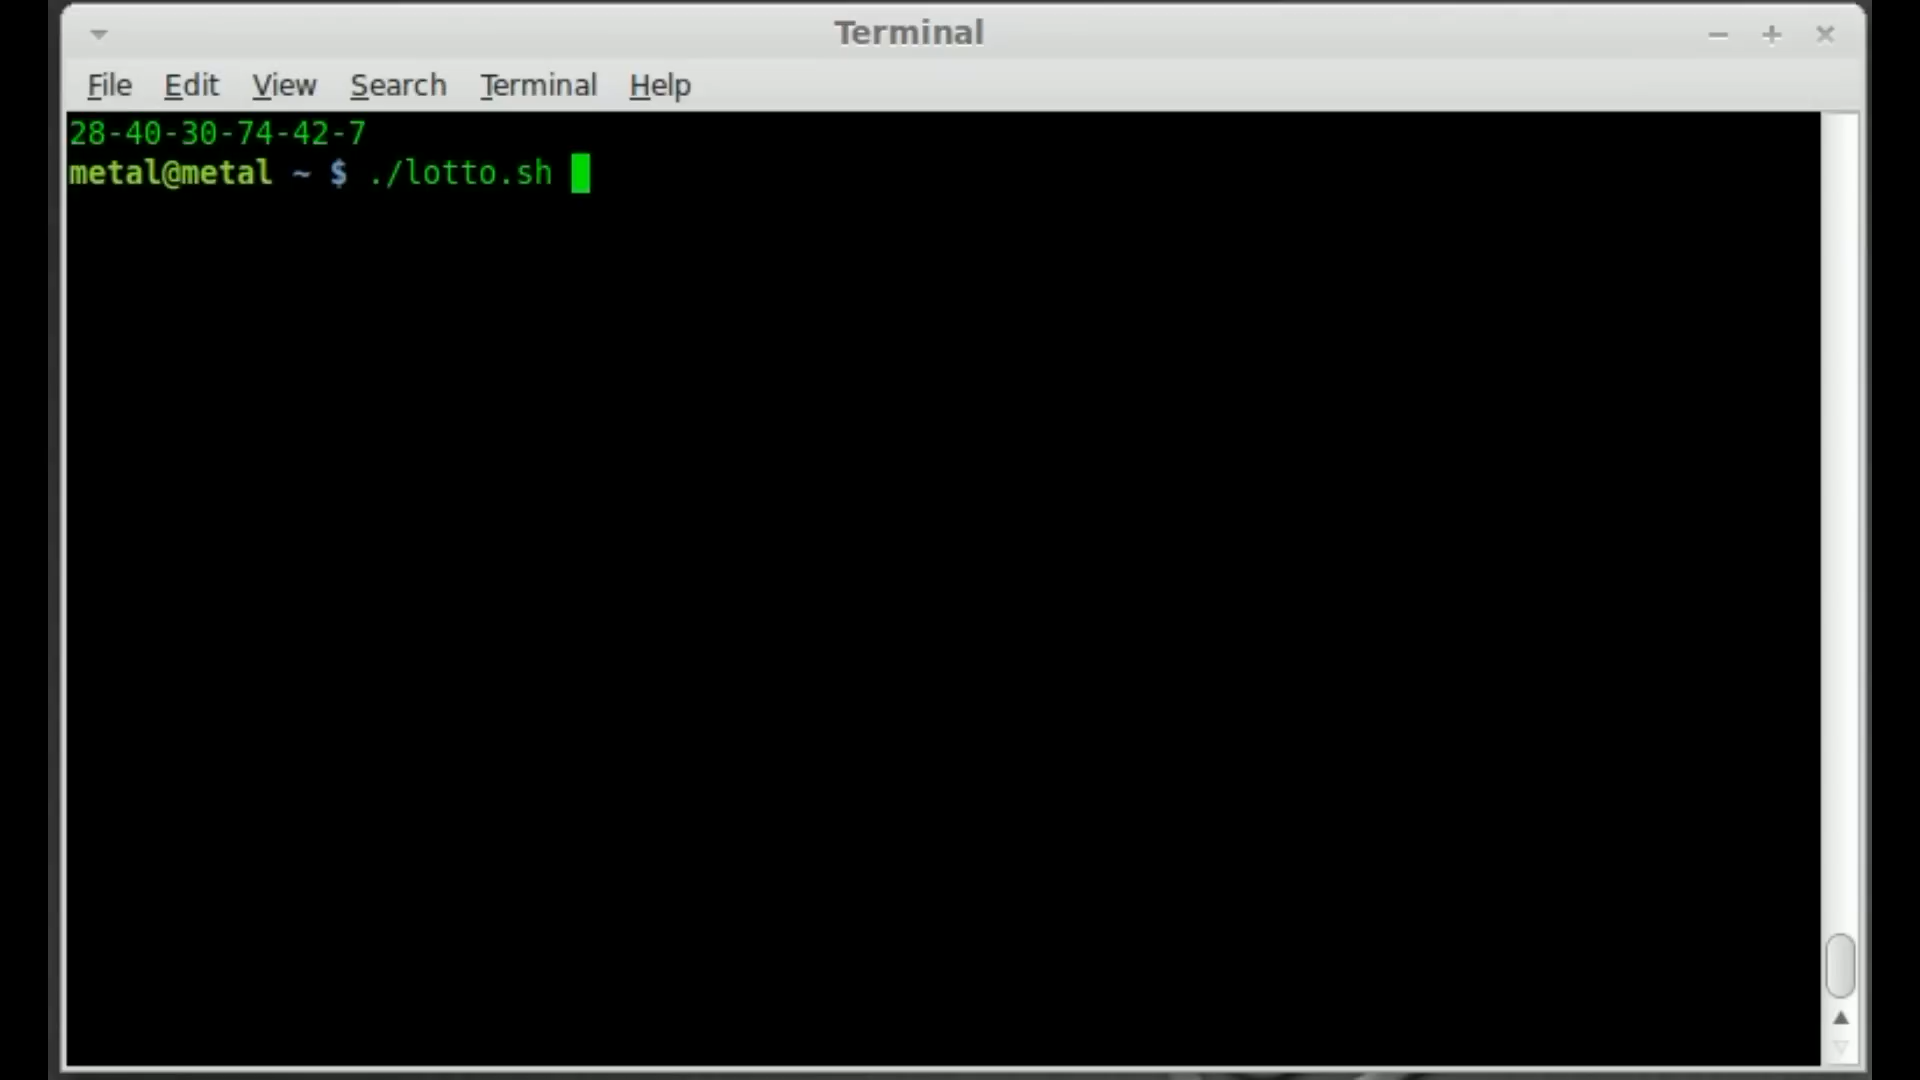 Terminal
File Edit View Search Terminal Help
28-40-30-74-42-7
metal@metal ~ $ ./lotto.sh